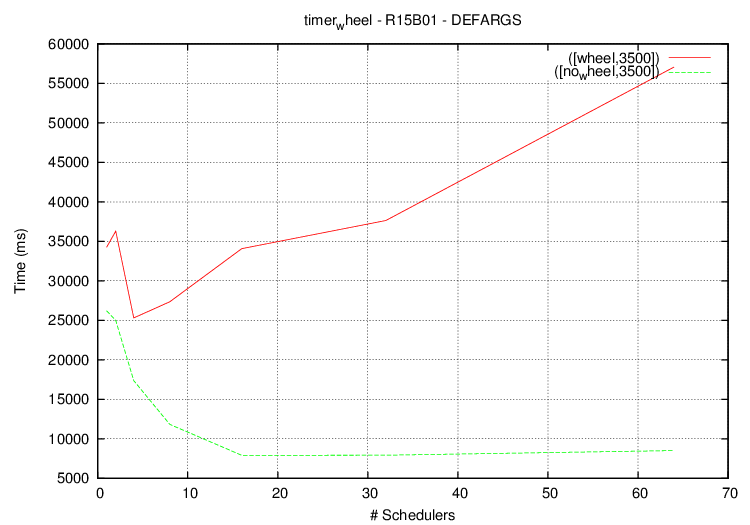 timer_wheel - R15B01 - DEFARGS
60000
55000
50000
45000
40000
35000
30000
25000
20000
15000
10000
5000
0 10 20 30 40 50 60 70
Time (ms)
# Schedulers
([wheel,3500])
([no_wheel,3500])